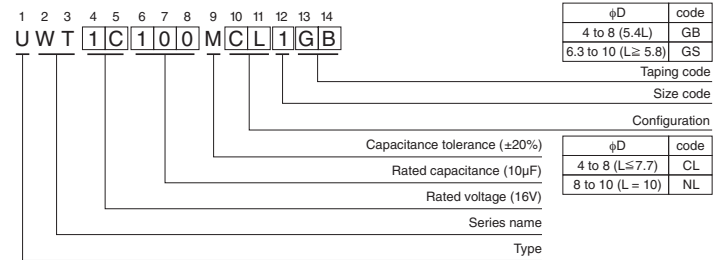 1 2 3 4 5 6 7 8 9 10 11 12 13 14
U W T 1 C 1 0 0 M C L 1 G B
ϕD code
4 to 8 (5.4L) GB
6.3 to 10 (L≧ 5.8) GS
Taping code
Size code
Configuration
ϕD code
4 to 8 (L≦7.7) CL
8 to 10 (L = 10) NL
Capacitance tolerance (±20%)
Rated capacitance (10µF)
Rated voltage (16V)
Series name
Type